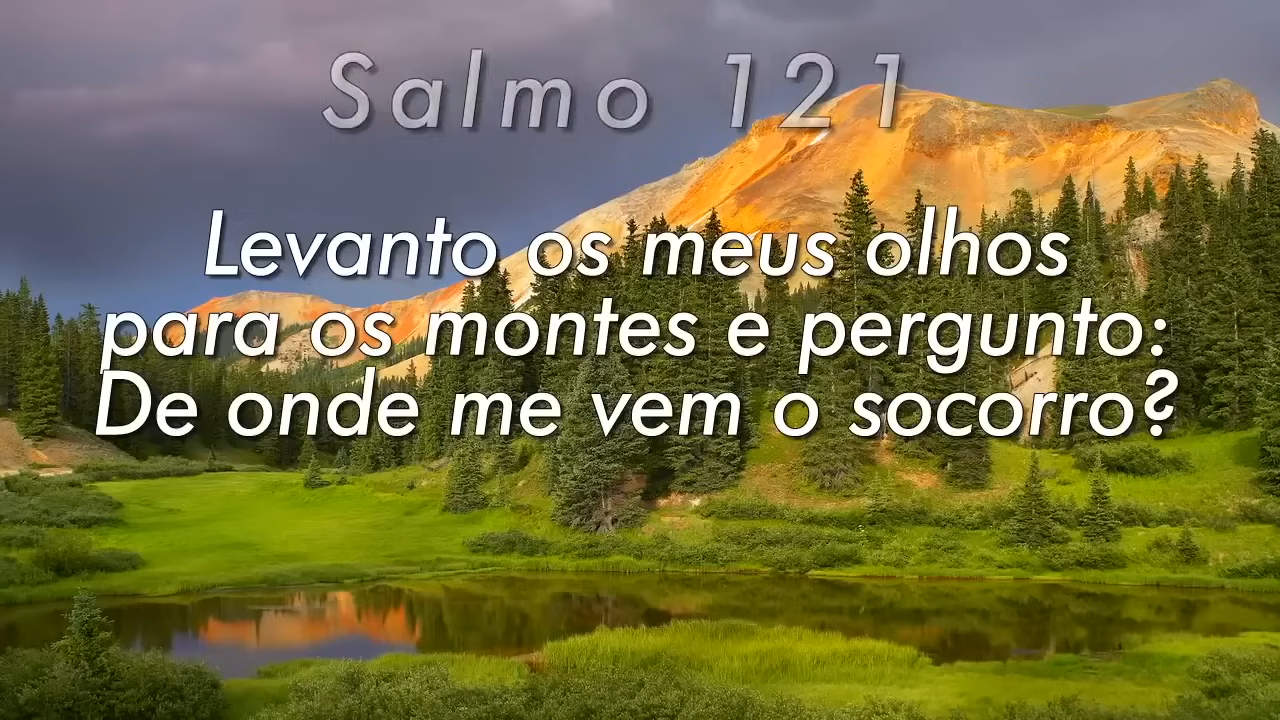 Salmo 121
Levanto os meus olhos
para os montes e pergunto:
De onde me vem o socorro?